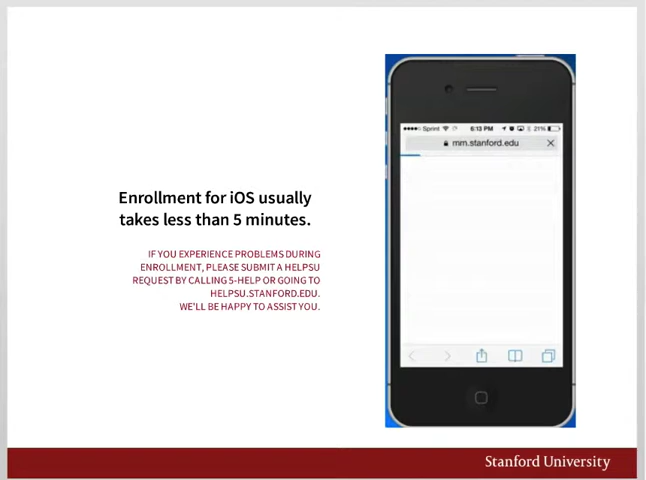 Enrollment for iOS usually
takes less than 5 minutes.
IF YOU EXPERIENCE PROBLEMS DURING
ENROLLMENT, PLEASE SUBMIT A HELPSU
REQUEST BY CALLING 5-HELP OR GOING TO
HELPSU.STANFORD.EDU.
WE'LL BE HAPPY TO ASSIST YOU.
Sprint 6:13 PM 21%
mm.stanford.edu
Stanford University